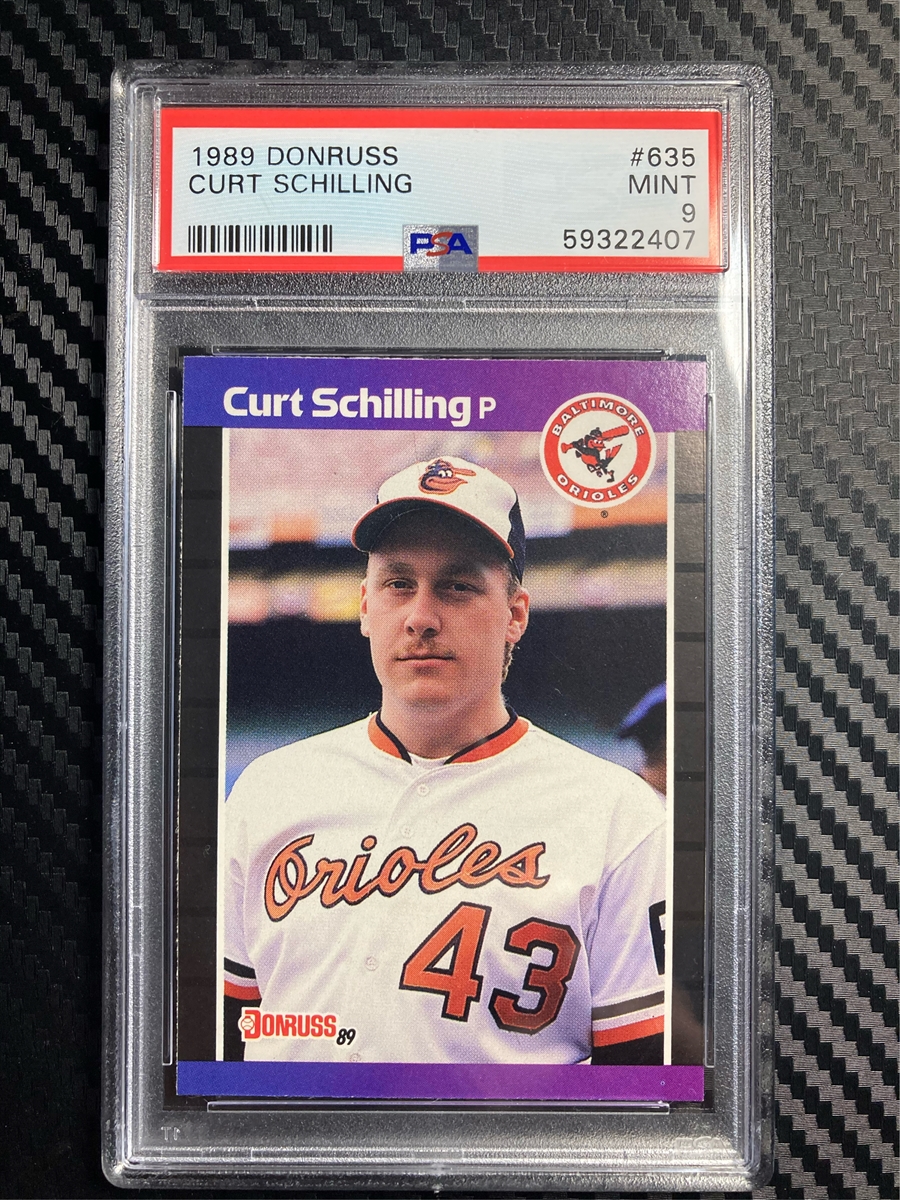 1989 DONRUSS #635
CURT SCHILLING MINT
9
59322407
PSA
Curt Schilling P
BALTIMORE
ORIOLES
®
Orioles
43
DONRUSS 89